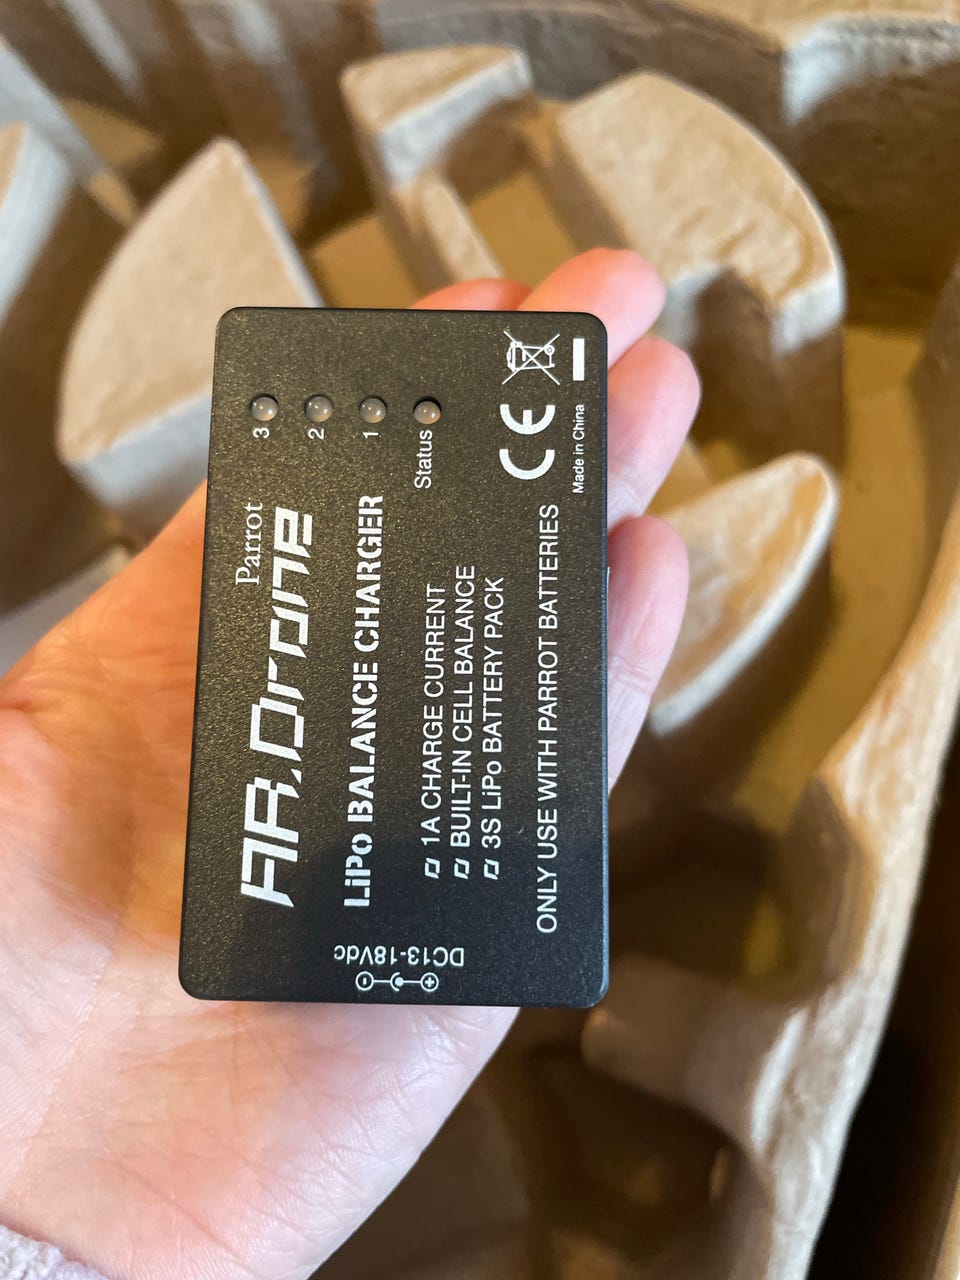 Parrot
AR.Drone
LiPo BALANCE CHARGER
1A CHARGE CURRENT
BUILT-IN CELL BALANCE
3S LiPo BATTERY PACK
ONLY USE WITH PARROT BATTERIES
3
2
1
Status
CE
Made in China
DC13-18Vdc
- +